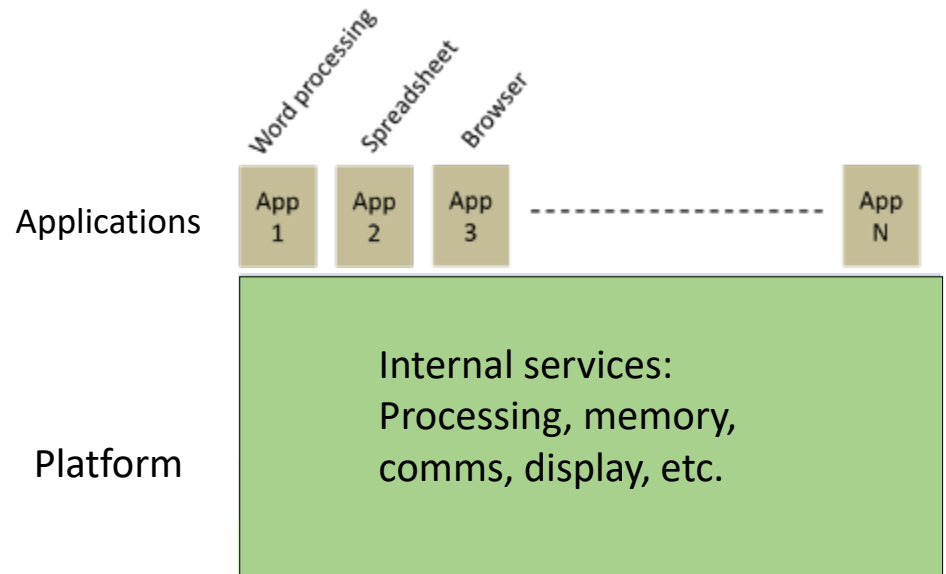 Word processing
Spreadsheet
Browser
Applications
App
1
App
2
App
3
App
N
Platform
Internal services:
Processing, memory,
comms, display, etc.